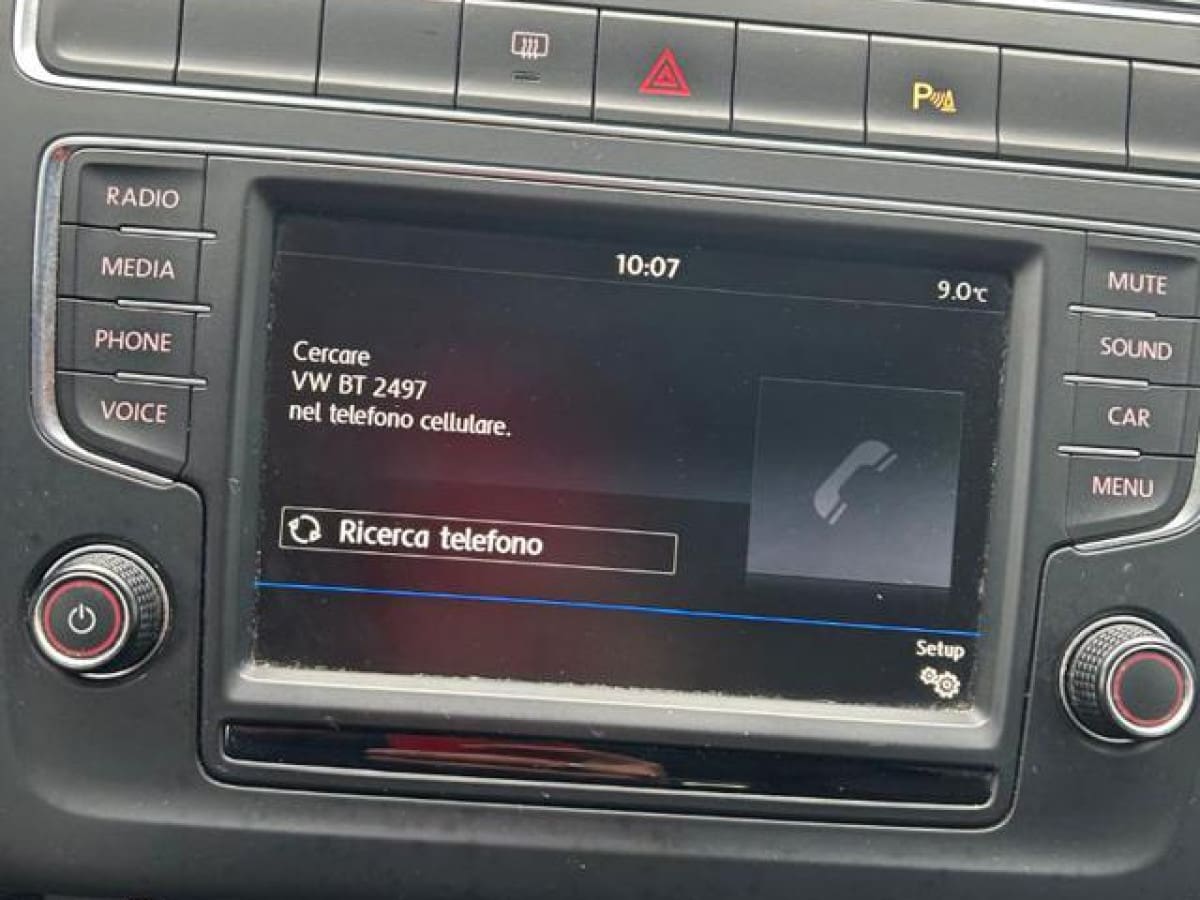 P
RADIO
MEDIA
PHONE
VOICE
10:07
9.0°C
Cercare
VW BT 2497
nel telefono cellulare.
Ricerca telefono
Setup
MUTE
SOUND
CAR
MENU